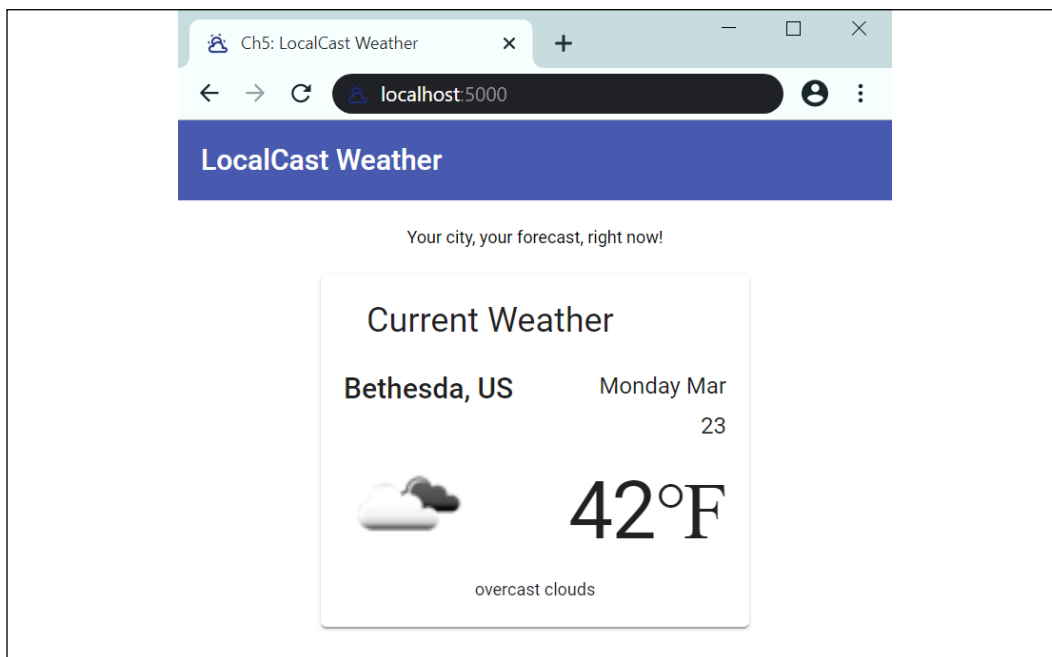 Ch5: LocalCast Weather
localhost:5000
LocalCast Weather
Your city, your forecast, right now!
Current Weather
Bethesda, US
Monday Mar
23
42°F
overcast clouds